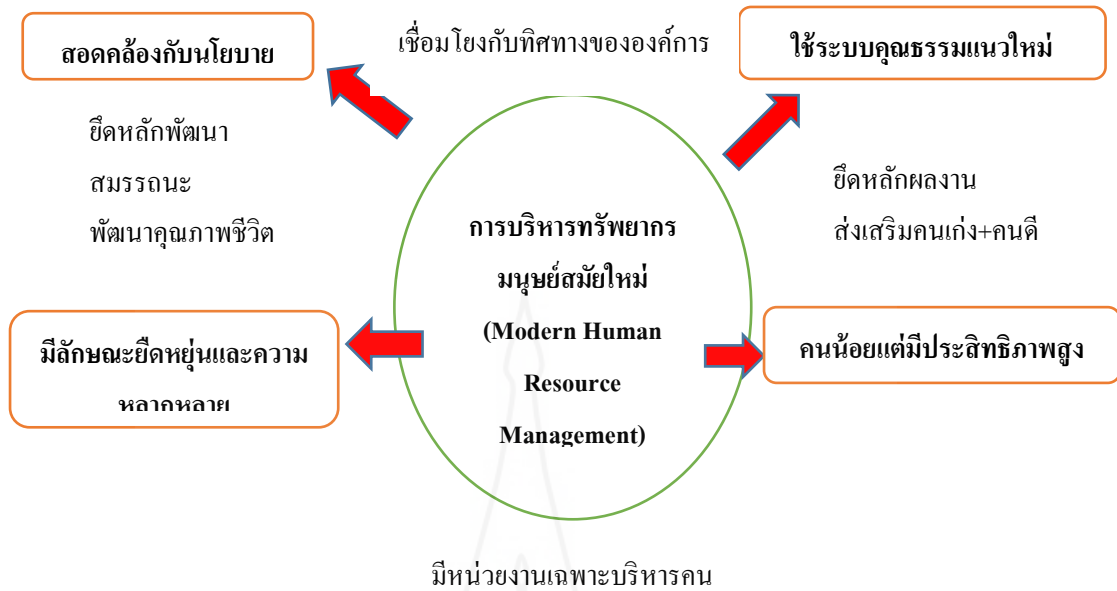 เชื่อมโยงกับทิศทางขององค์การ
สอดคล้องกับนโยบาย
ใช้ระบบคุณธรรมแนวใหม่
ยึดหลักพัฒนา
สมรรถนะ
พัฒนาคุณภาพชีวิต
ยึดหลักผลงาน
ส่งเสริมคนเก่ง+คนดี
การบริหารทรัพยากร
มนุษย์สมัยใหม่
(Modern Human
Resource
Management)
มีลักษณะยืดหยุ่นและความ
หลากหลาย
คนน้อยแต่มีประสิทธิภาพสูง
มีหน่วยงานเฉพาะบริหารคน